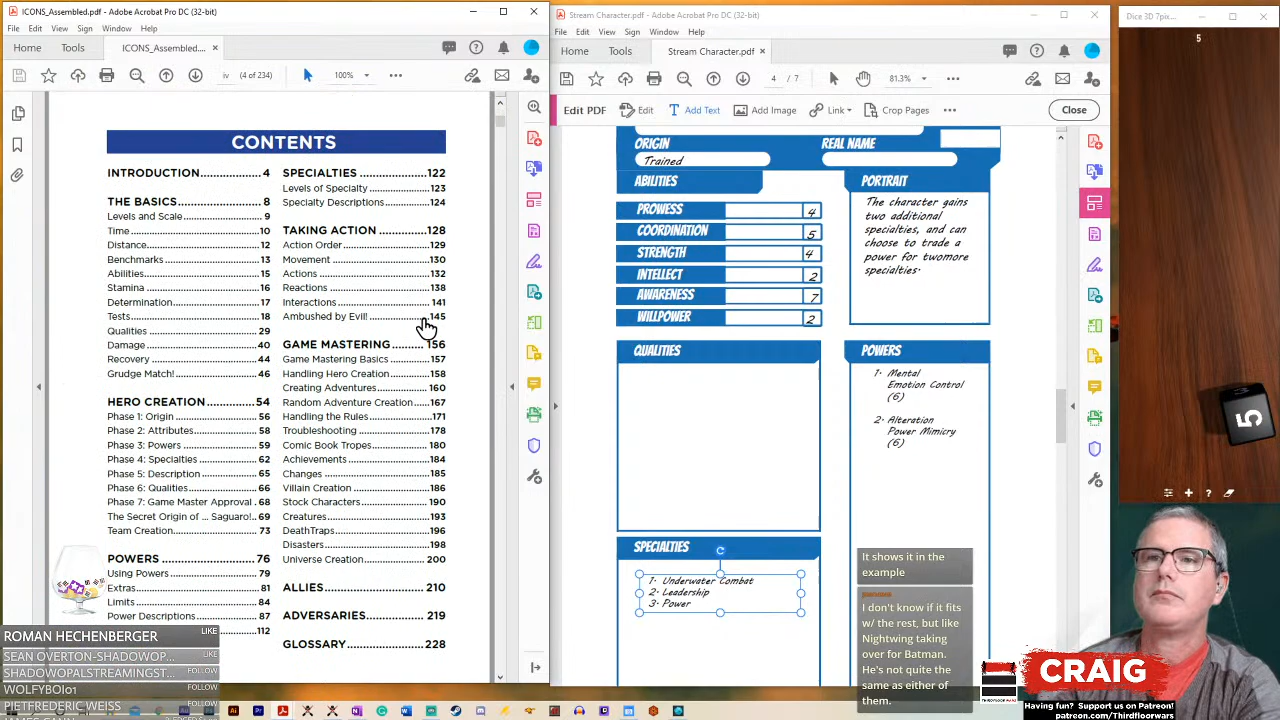 ICONS_Assembled.pdf - Adobe Acrobat Pro DC (32-bit)
File Edit View Sign Window Help
Home Tools ICONS_Assembled....
iv (4 of 234) 100%
CONTENTS
INTRODUCTION 4
THE BASICS 8
Levels and Scale 9
Time 10
Distance 12
Benchmarks 13
Abilities 15
Stamina 16
Determination 17
Tests 18
Qualities 29
Damage 40
Recovery 44
Grudge Match! 46
HERO CREATION 54
Phase 1: Origin 56
Phase 2: Attributes 58
Phase 3: Powers 59
Phase 4: Specialties 62
Phase 5: Description 65
Phase 6: Qualities 66
Phase 7: Game Master Approval 68
The Secret Origin of ... Saguaro! 69
Team Creation 73
POWERS 76
Using Powers 79
Extras 81
Limits 84
Power Descriptions 87
112
SPECIALTIES 122
Levels of Specialty 123
Specialty Descriptions 124
TAKING ACTION 128
Action Order 129
Movement 130
Actions 132
Reactions 138
Interactions 141
Ambushed by Evil! 145
GAME MASTERING 156
Game Mastering Basics 157
Handling Hero Creation 158
Creating Adventures 160
Random Adventure Creation 167
Handling the Rules 171
Troubleshooting 178
Comic Book Tropes 180
Achievements 184
Changes 185
Villain Creation 186
Stock Characters 190
Creatures 193
DeathTraps 196
Disasters 198
Universe Creation 200
ALLIES 210
ADVERSARIES 219
GLOSSARY 228
ROMAN HECHENBERGER LIKE
SEAN OVERTON-SHADOWOP... LIKE
SHADOWOPALSTREAMINGST... FOLLOW
WOLFYBOI01 FOLLOW
PIETFREDERIC WEISS FOLLOW
Stream Character.pdf - Adobe Acrobat Pro DC (32-bit)
File Edit View Sign Window Help
Home Tools Stream Character.pdf
4 / 7 81.3%
Edit PDF Edit Add Text Add Image Link Crop Pages Close
ORIGIN REAL NAME
Trained
ABILITIES
PROWESS 4
COORDINATION 5
STRENGTH 4
INTELLECT 2
AWARENESS 7
WILLPOWER 2
PORTRAIT
The character gains
two additional
specialties, and can
choose to trade a
power for twomore
specialties.
QUALITIES
POWERS
1. Mental
Emotion Control
(6)
2. Alteration
Power Mimicry
(6)
SPECIALTIES
1. Underwater Combat
2. Leadership
3. Power
It shows it in the
example
I don't know if it fits
w/ the rest, but like
Nightwing taking
over for Batman.
He's not quite the
same as either of
them.
Dice 3D 7pix...
5
5
CRAIG
Having fun? Support us on Patreon!
patreon.com/Thirdfloorwars